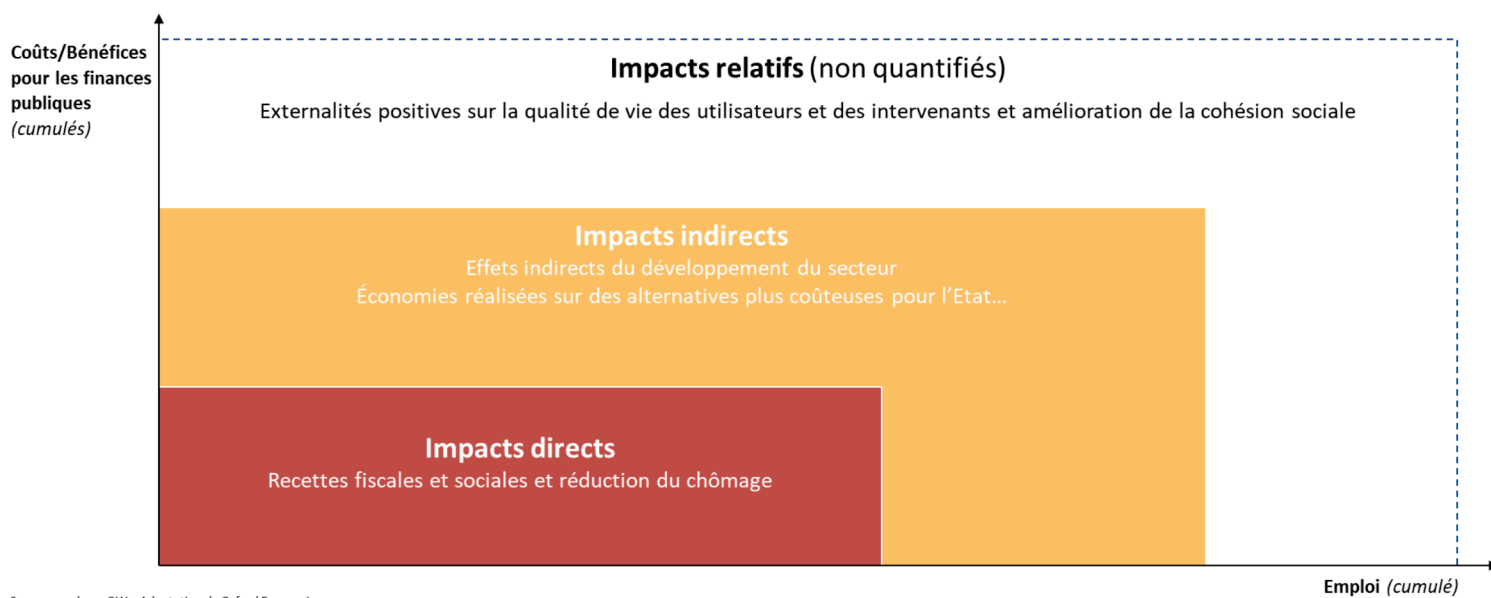 Coûts/Bénéfices
pour les finances
publiques
(cumulés)
Impacts relatifs (non quantifiés)
Externalités positives sur la qualité de vie des utilisateurs et des intervenants et amélioration de la cohésion sociale
Impacts indirects
Effets indirects du développement du secteur
Économies réalisées sur des alternatives plus coûteuses pour l'Etat...
Impacts directs
Recettes fiscales et sociales et réduction du chômage
Emploi (cumulé)